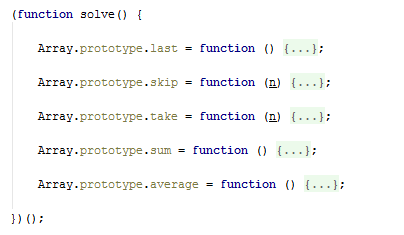 (function solve() {
Array.prototype.last = function () {...};
Array.prototype.skip = function (n) {...};
Array.prototype.take = function (n) {...};
Array.prototype.sum = function () {...};
Array.prototype.average = function () {...};
})();